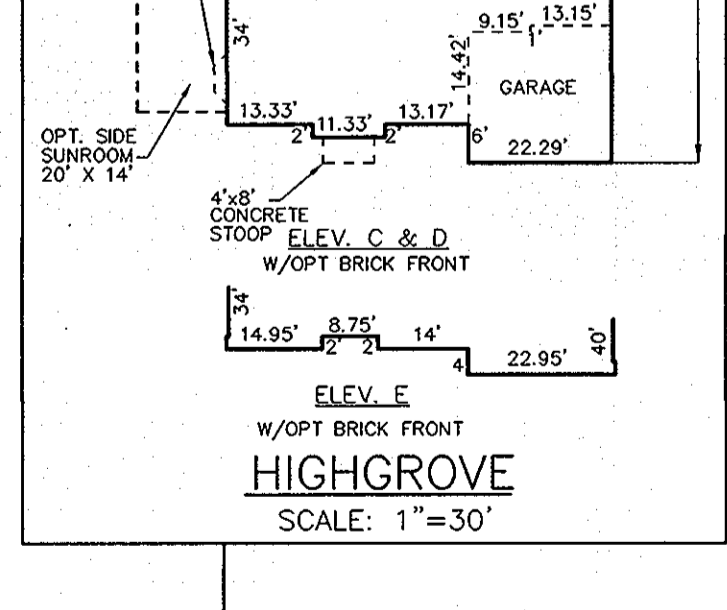 9.15' 13.15'
34'
14.42'
GARAGE
13.33' 11.33' 13.17'
2' 2' 6'
22.29'
OPT. SIDE
SUNROOM
20' X 14'
4'x8'
CONCRETE
STOOP
ELEV. C & D
W/OPT BRICK FRONT
34'
14.95' 8.75' 14'
2' 2
4 22.95' 40'
ELEV. E
W/OPT BRICK FRONT
HIGHGROVE
SCALE: 1"=30'